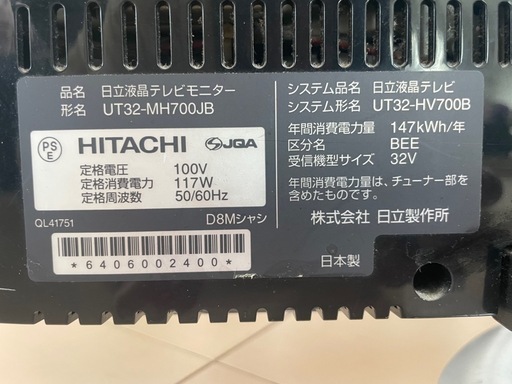 品名 日立液晶テレビモニター
形名 UT32-MH700JB
PS
E
HITACHI
JQA
定格電圧 100V
定格消費電力 117W
定格周波数 50/60Hz
QL41751
D8Mシャシ
*6406002400*
システム品名 日立液晶テレビ
システム形名 UT32-HV700B
年間消費電力量 147kWh/年
区分名 BEE
受信機型サイズ 32V
*年間消費電力量は、チューナー部を
含めたものです。
株式会社 日立製作所
日本製